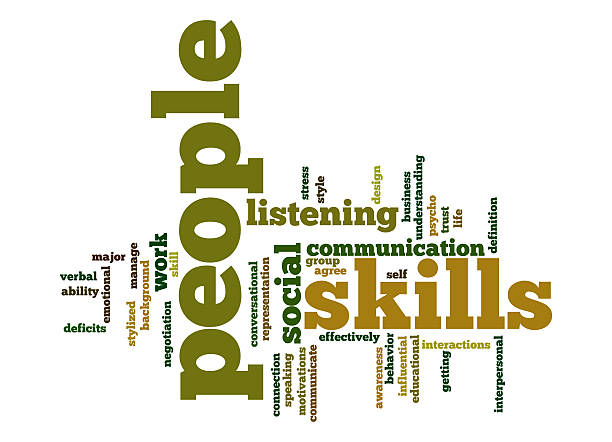 people
skills
listening
communication
social
work
stress
style
design
business
understanding
psycho
trust
life
definition
group
agree
self
major
manage
skill
verbal
ability
emotional
background
stylized
deficits
negotiation
conversational
representation
effectively
interactions
connection
speaking
motivations
communicate
awareness
behavior
influential
educational
getting
interpersonal